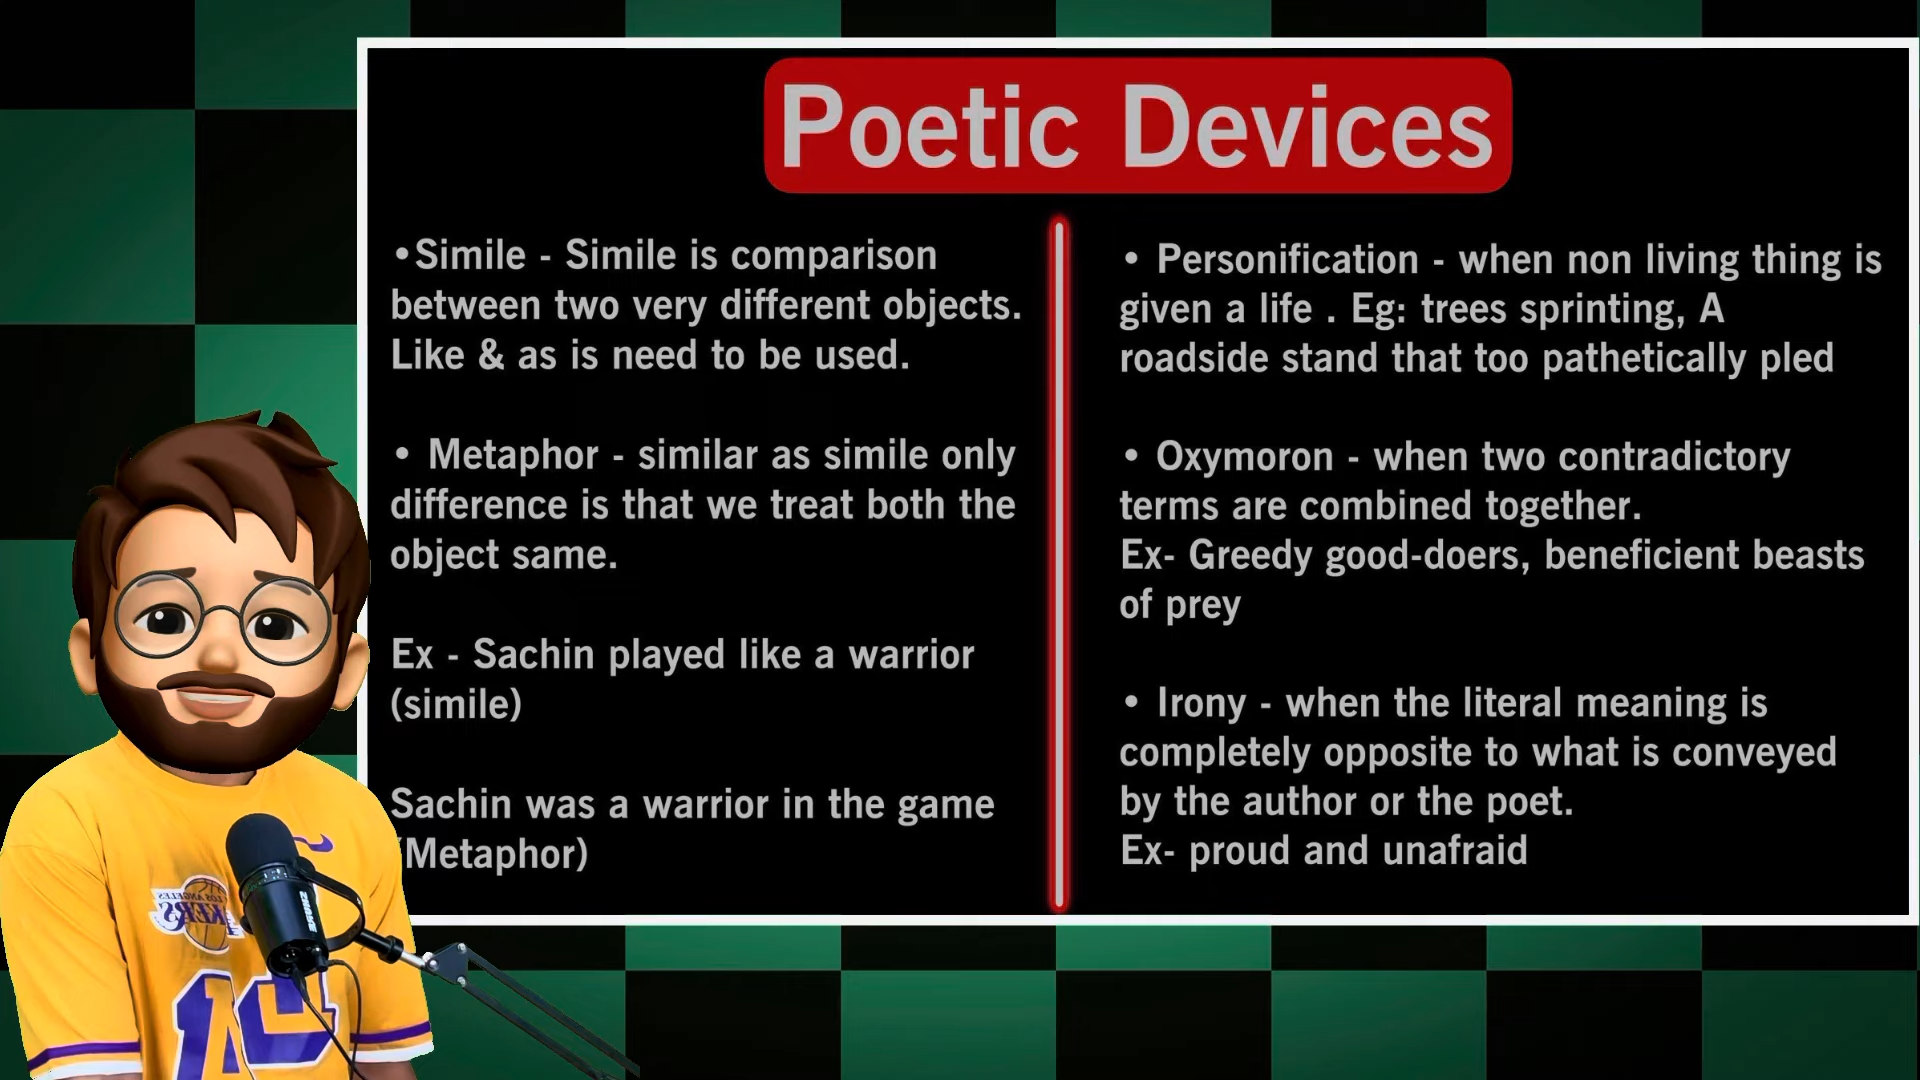 Poetic Devices
•Simile - Simile is comparison
between two very different objects.
Like & as is need to be used.
• Metaphor - similar as simile only
difference is that we treat both the
object same.
Ex - Sachin played like a warrior
(simile)
Sachin was a warrior in the game
(Metaphor)
• Personification - when non living thing is
given a life . Eg: trees sprinting, A
roadside stand that too pathetically pled
• Oxymoron - when two contradictory
terms are combined together.
Ex- Greedy good-doers, beneficient beasts
of prey
• Irony - when the literal meaning is
completely opposite to what is conveyed
by the author or the poet.
Ex- proud and unafraid
LOS ANGELES